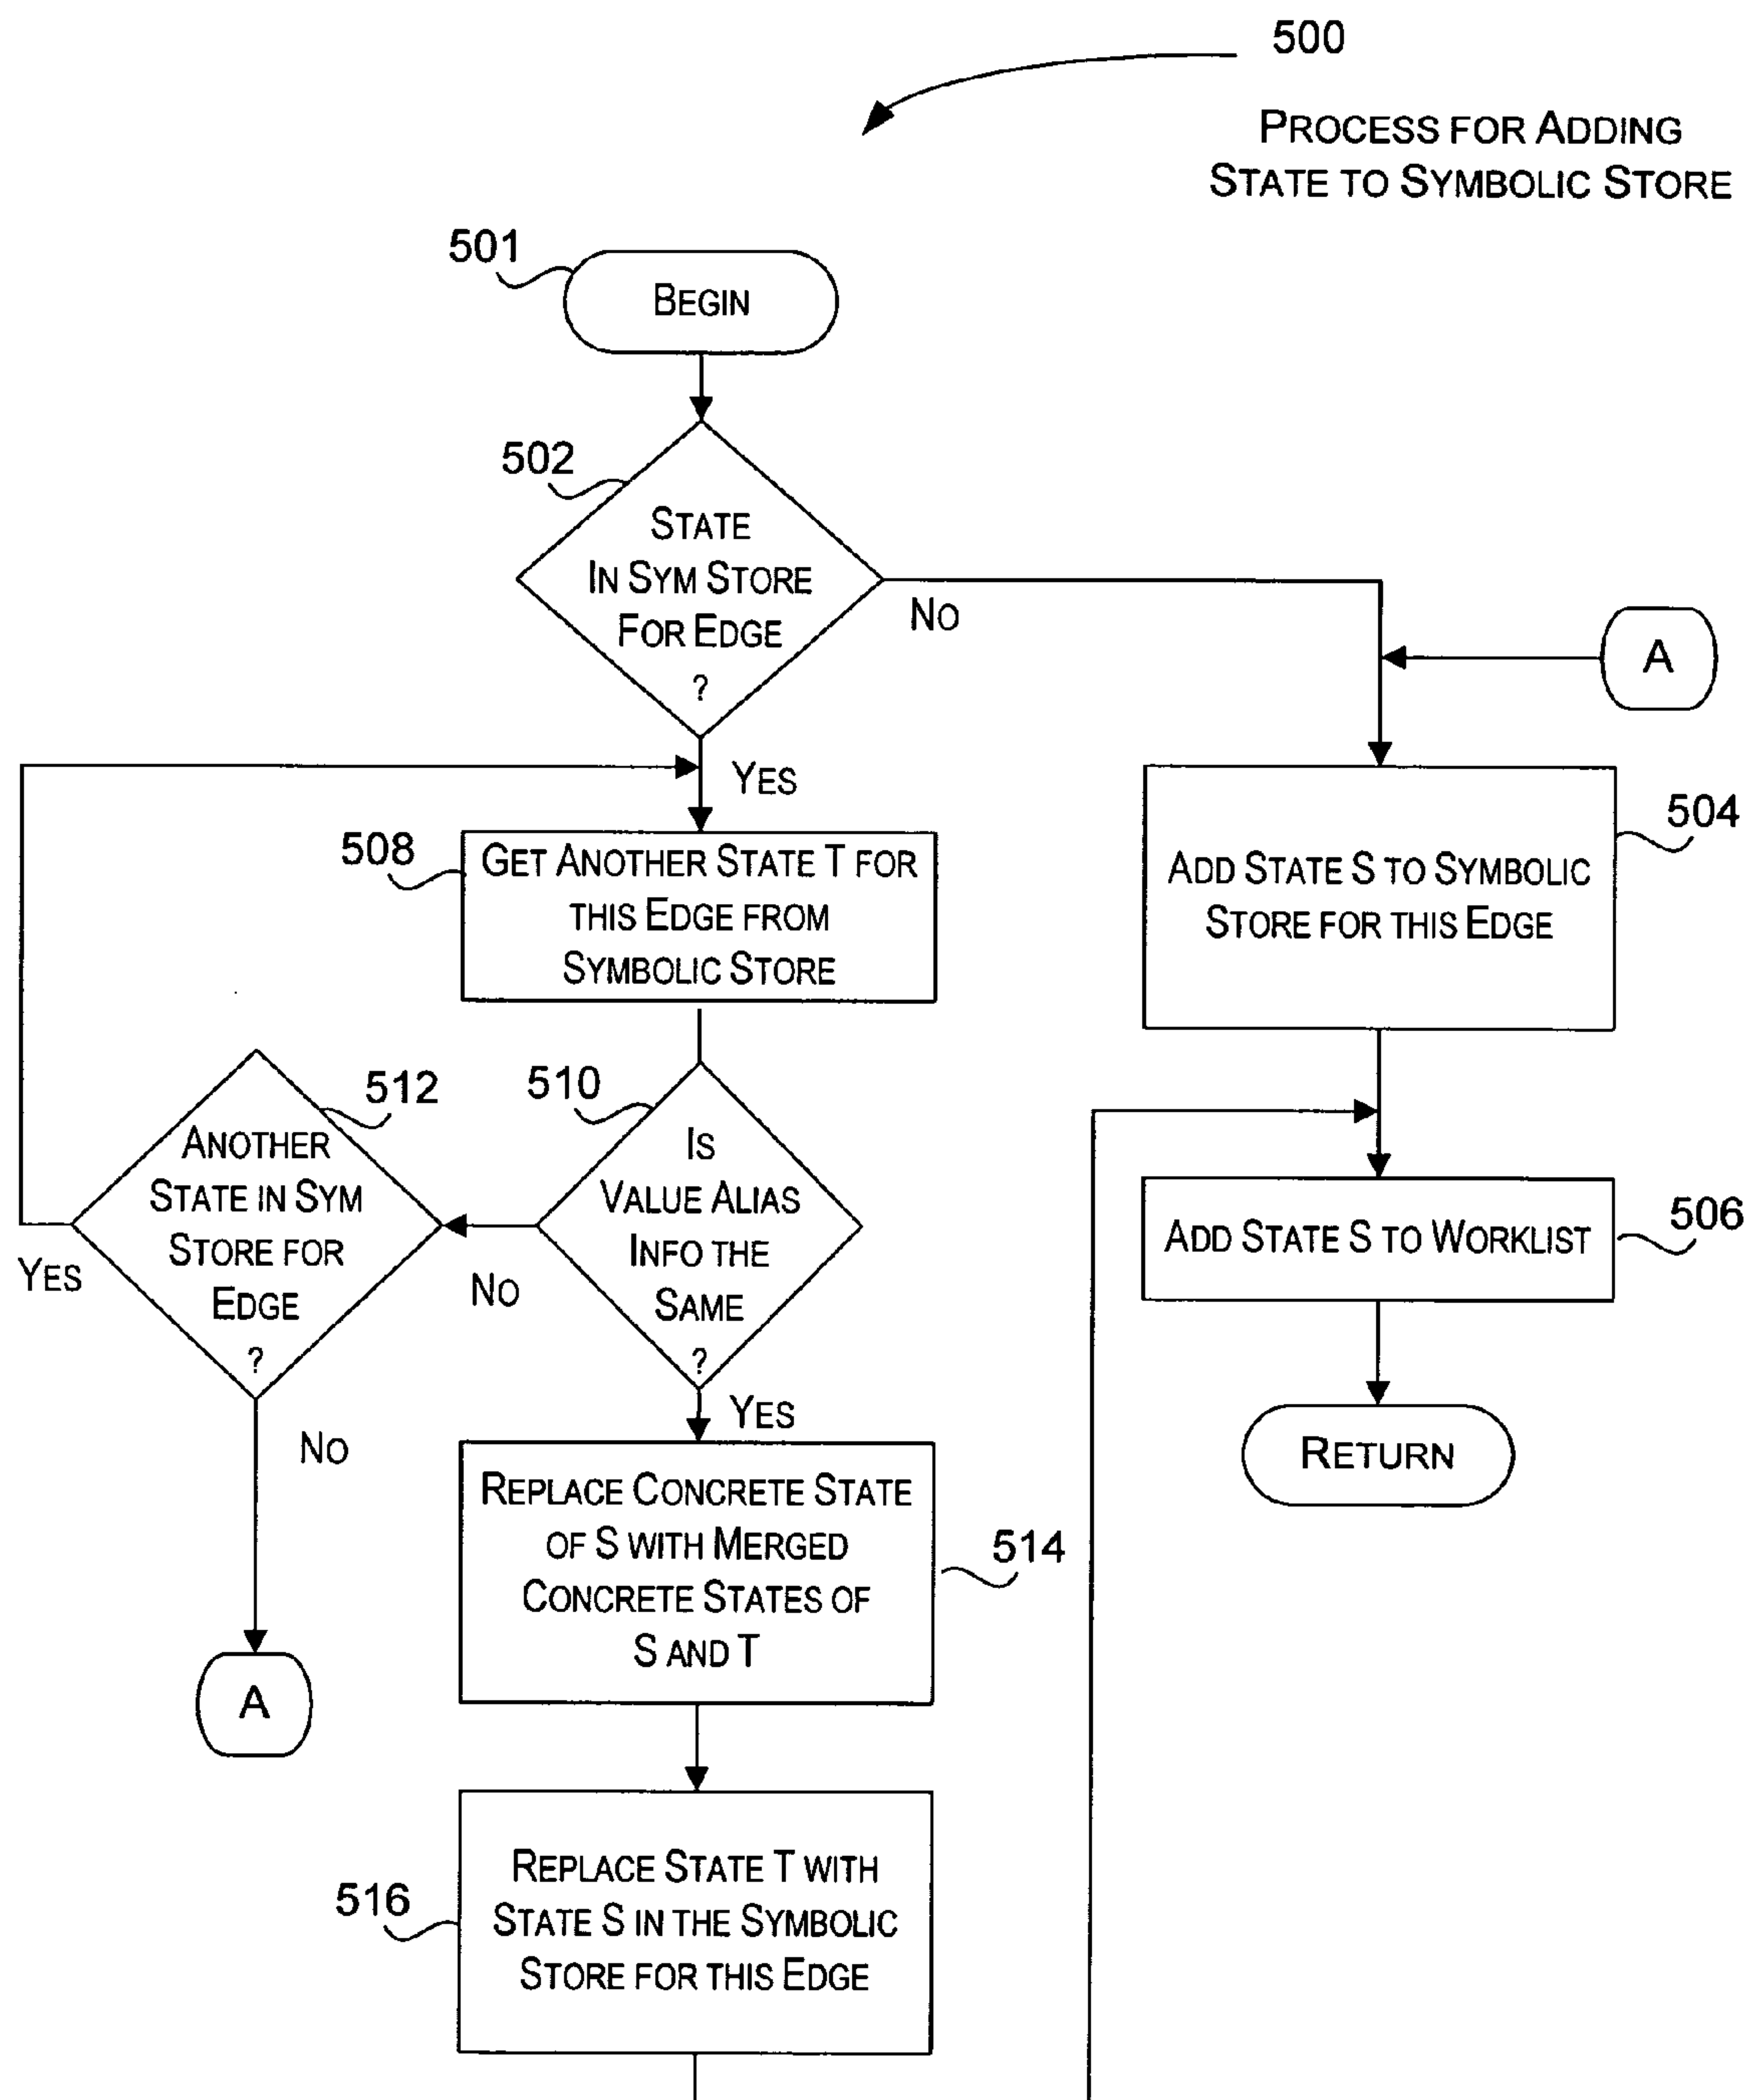 500
PROCESS FOR ADDING
STATE TO SYMBOLIC STORE
501
BEGIN
502
STATE
IN SYM STORE
FOR EDGE
?
NO
A
YES
504
ADD STATE S TO SYMBOLIC
STORE FOR THIS EDGE
508
GET ANOTHER STATE T FOR
THIS EDGE FROM
SYMBOLIC STORE
512
ANOTHER
STATE IN SYM
STORE FOR
EDGE
?
YES
NO
510
IS
VALUE ALIAS
INFO THE
SAME
?
NO
YES
506
ADD STATE S TO WORKLIST
RETURN
A
514
REPLACE CONCRETE STATE
OF S WITH MERGED
CONCRETE STATES OF
S AND T
516
REPLACE STATE T WITH
STATE S IN THE SYMBOLIC
STORE FOR THIS EDGE